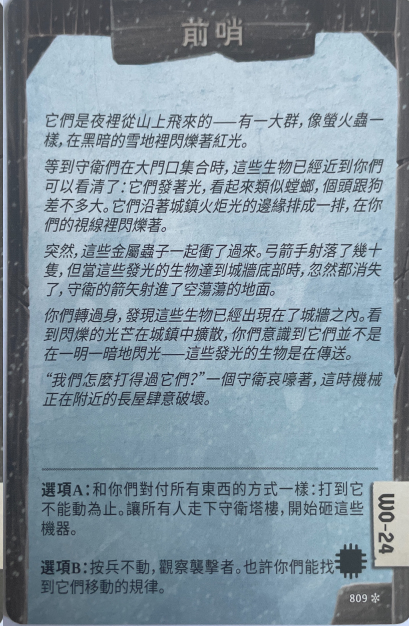 前哨
它們是夜裡從山上飛來的——有一大群，像螢火蟲一
樣，在黑暗的雪地裡閃爍著紅光。
等到守衛們在大門口集合時，這些生物已經近到你們
可以看清了：它們發著光，看起來類似螳螂，個頭跟狗
差不多大。它們沿著城鎮火炬光的邊緣排成一排，在你
們的視線裡閃爍著。
突然，這些金屬蟲子一起衝了過來。弓箭手射落了幾十
隻，但當這些發光的生物達到城牆底部時，忽然都消失
了，守衛的箭矢射進了空蕩蕩的地面。
你們轉過身，發現這些生物已經出現在了城牆之內。看
到閃爍的光芒在城鎮中擴散，你們意識到它們並不是
在一明一暗地閃光——這些發光的生物是在傳送。
“我們怎麼打得過它們？”一個守衛哀嚎著，這時機械
正在附近的長屋肆意破壞。
選項A：和你們對付所有東西的方式一樣：打到它
不能動為止。讓所有人走下守衛塔樓，開始砸這些
機器。
選項B：按兵不動，觀察襲擊者。也許你們能找
到它們移動的規律。
WO-24
809